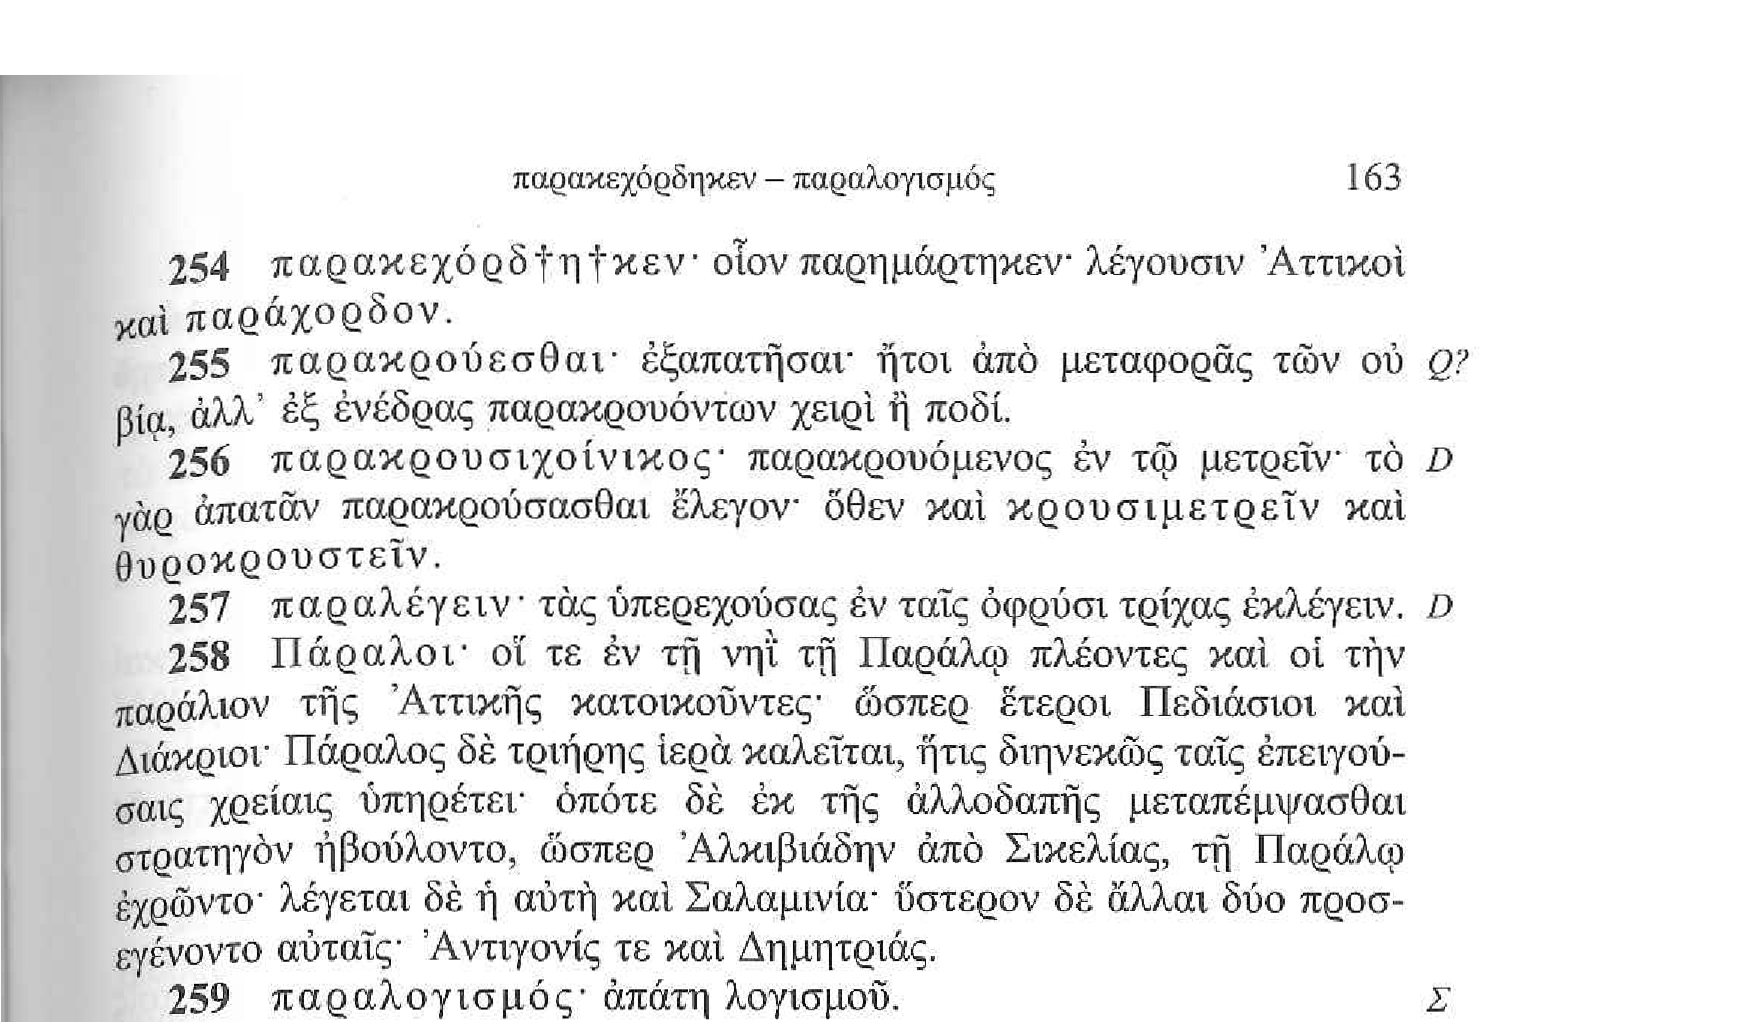 παρακεχόρδηκεν – παραλογισμός 163
254 παρακεχόρδ†η†κεν· οἷον παρημάρτηκεν· λέγουσιν Ἀττικοὶ
καὶ παράχορδον.
255 παρακρούεσθαι· ἐξαπατῆσαι· ἤτοι ἀπὸ μεταφορᾶς τῶν οὐ Q?
βίᾳ, ἀλλ’ ἐξ ἐνέδρας παρακρουόντων χειρὶ ἢ ποδί.
256 παρακρουσιχοίνικος· παρακρουόμενος ἐν τῷ μετρεῖν· τὸ D
γὰρ ἀπατᾶν παρακρούσασθαι ἔλεγον· ὅθεν καὶ κρουσιμετρεῖν καὶ
θυροκρουστεῖν.
257 παραλέγειν· τὰς ὑπερεχούσας ἐν ταῖς ὀφρύσι τρίχας ἐκλέγειν. D
258 Πάραλοι· οἵ τε ἐν τῇ νηῒ τῇ Παράλῳ πλέοντες καὶ οἱ τὴν
παράλιον τῆς Ἀττικῆς κατοικοῦντες· ὥσπερ ἕτεροι Πεδιάσιοι καὶ
Διάκριοι· Πάραλος δὲ τριήρης ἱερὰ καλεῖται, ἥτις διηνεκῶς ταῖς ἐπειγού-
σαις χρείαις ὑπηρέτει· ὁπότε δὲ ἐκ τῆς ἀλλοδαπῆς μεταπέμψασθαι
στρατηγὸν ἠβούλοντο, ὥσπερ Ἀλκιβιάδην ἀπὸ Σικελίας, τῇ Παράλῳ
ἐχρῶντο· λέγεται δὲ ἡ αὐτὴ καὶ Σαλαμινία· ὕστερον δὲ ἄλλαι δύο προσ-
εγένοντο αὐταῖς· Ἀντιγονίς τε καὶ Δημητριάς.
259 παραλογισμός· ἀπάτη λογισμοῦ. Σ